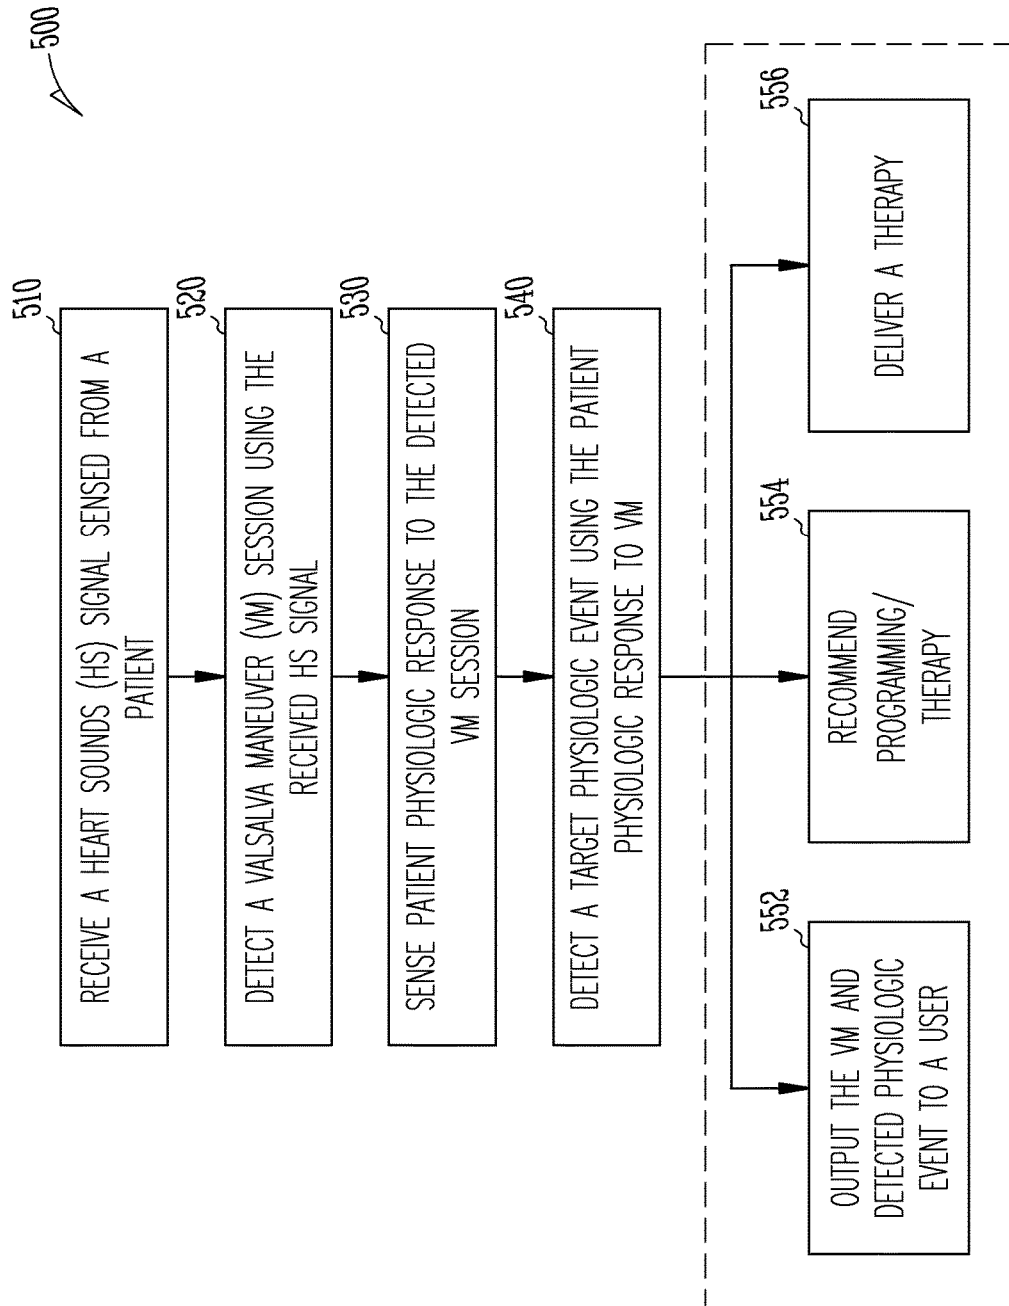 500
510
RECEIVE A HEART SOUNDS (HS) SIGNAL SENSED FROM A
PATIENT
520
DETECT A VALSALVA MANEUVER (VM) SESSION USING THE
RECEIVED HS SIGNAL
530
SENSE PATIENT PHYSIOLOGIC RESPONSE TO THE DETECTED
VM SESSION
540
DETECT A TARGET PHYSIOLOGIC EVENT USING THE PATIENT
PHYSIOLOGIC RESPONSE TO VM
552
OUTPUT THE VM AND
DETECTED PHYSIOLOGIC
EVENT TO A USER
554
RECOMMEND
PROGRAMMING/
THERAPY
556
DELIVER A THERAPY